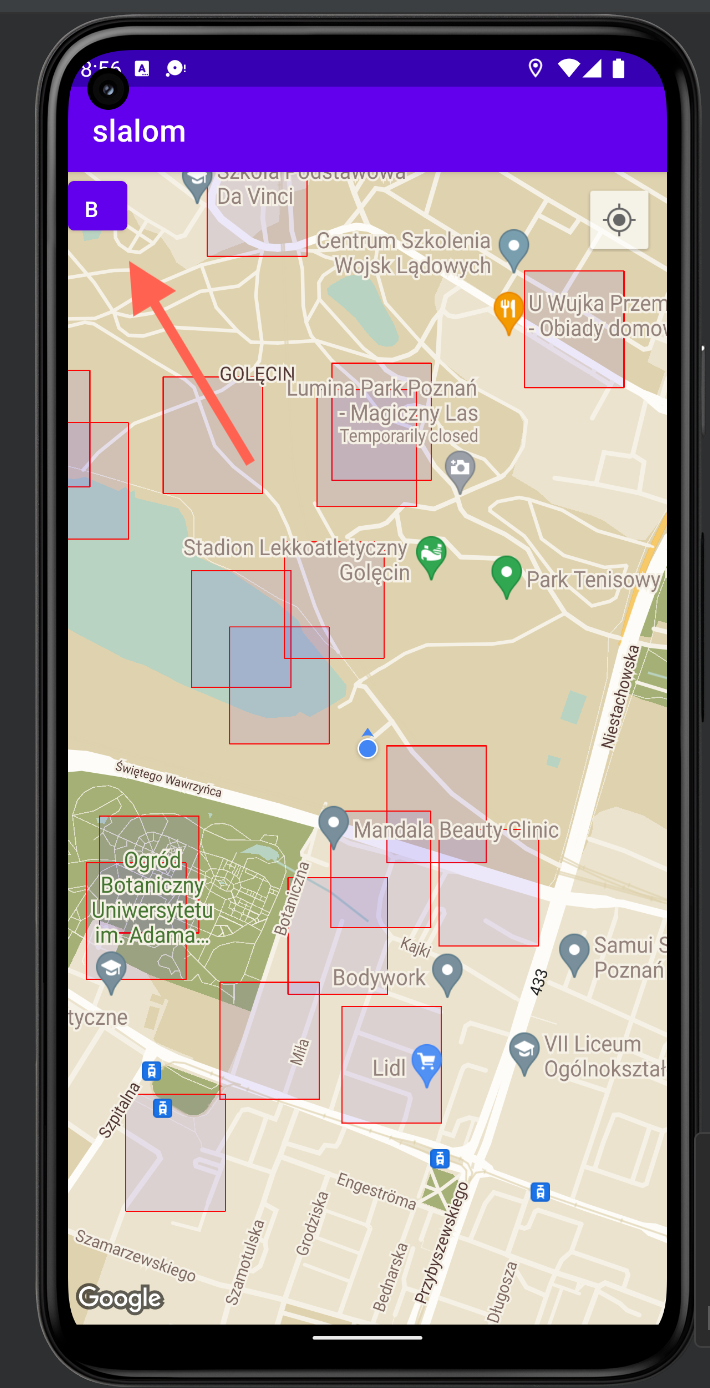 8:56
slalom
B
Szkoła Podstawowa
Da Vinci
Centrum Szkolenia
Wojsk Lądowych
U Wujka Przem
- Obiady domow
GOLĘCIN
Lumina-Park-Poznań
- Magiczny Las
Temporarily closed
Stadion Lekkoatletyczny
Golęcin
Park Tenisowy
Niestachowska
Świętego Wawrzyńca
Mandala Beauty-Clinic
Ogród
Botaniczny
Uniwersytetu
im. Adama...
Botaniczna
Kajki
Samui S
Poznań
Bodywork
433
tyczne
Miła
VII Liceum
Ogólnokształ
Lidl
Szpitalna
Engeströma
Przybyszewskiego
Grodziska
Szamotulska
Szamarzewskiego
Bednarska
Długosza
Google